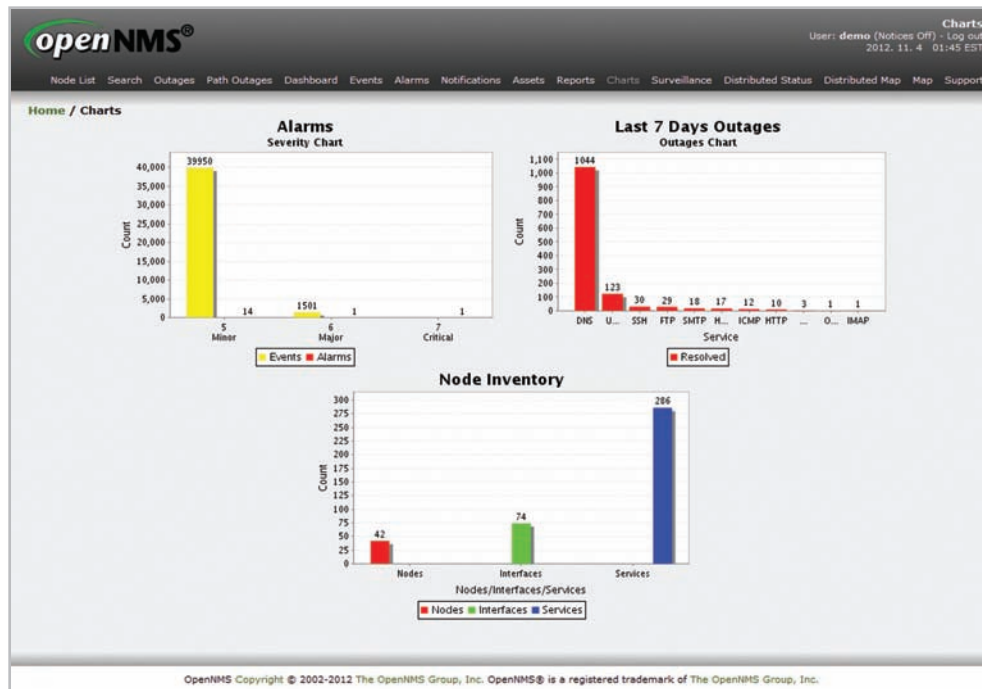 openNMS®
Charts
User: demo (Notices Off) - Log out
2012. 11. 4 01:45 EST
Node List Search Outages Path Outages Dashboard Events Alarms Notifications Assets Reports Charts Surveillance Distributed Status Distributed Map Map Support
Home / Charts
Alarms
Severity Chart
Count
40,000
35,000
30,000
25,000
20,000
15,000
10,000
5,000
0
39950
14
1501
1
1
5
Minor
6
Major
7
Critical
Events Alarms
Last 7 Days Outages
Outages Chart
Count
1,100
1,000
900
800
700
600
500
400
300
200
100
0
1044 123 30 29 18 17 12 10 3 1 1
DNS U... SSH FTP SMTP H... ICMP HTTP ... O... IMAP
Service
Resolved
Node Inventory
Count
300
275
250
225
200
175
150
125
100
75
50
25
0
42
74
286
Nodes Interfaces Services
Nodes/Interfaces/Services
Nodes Interfaces Services
OpenNMS Copyright © 2002-2012 The OpenNMS Group, Inc. OpenNMS® is a registered trademark of The OpenNMS Group, Inc.